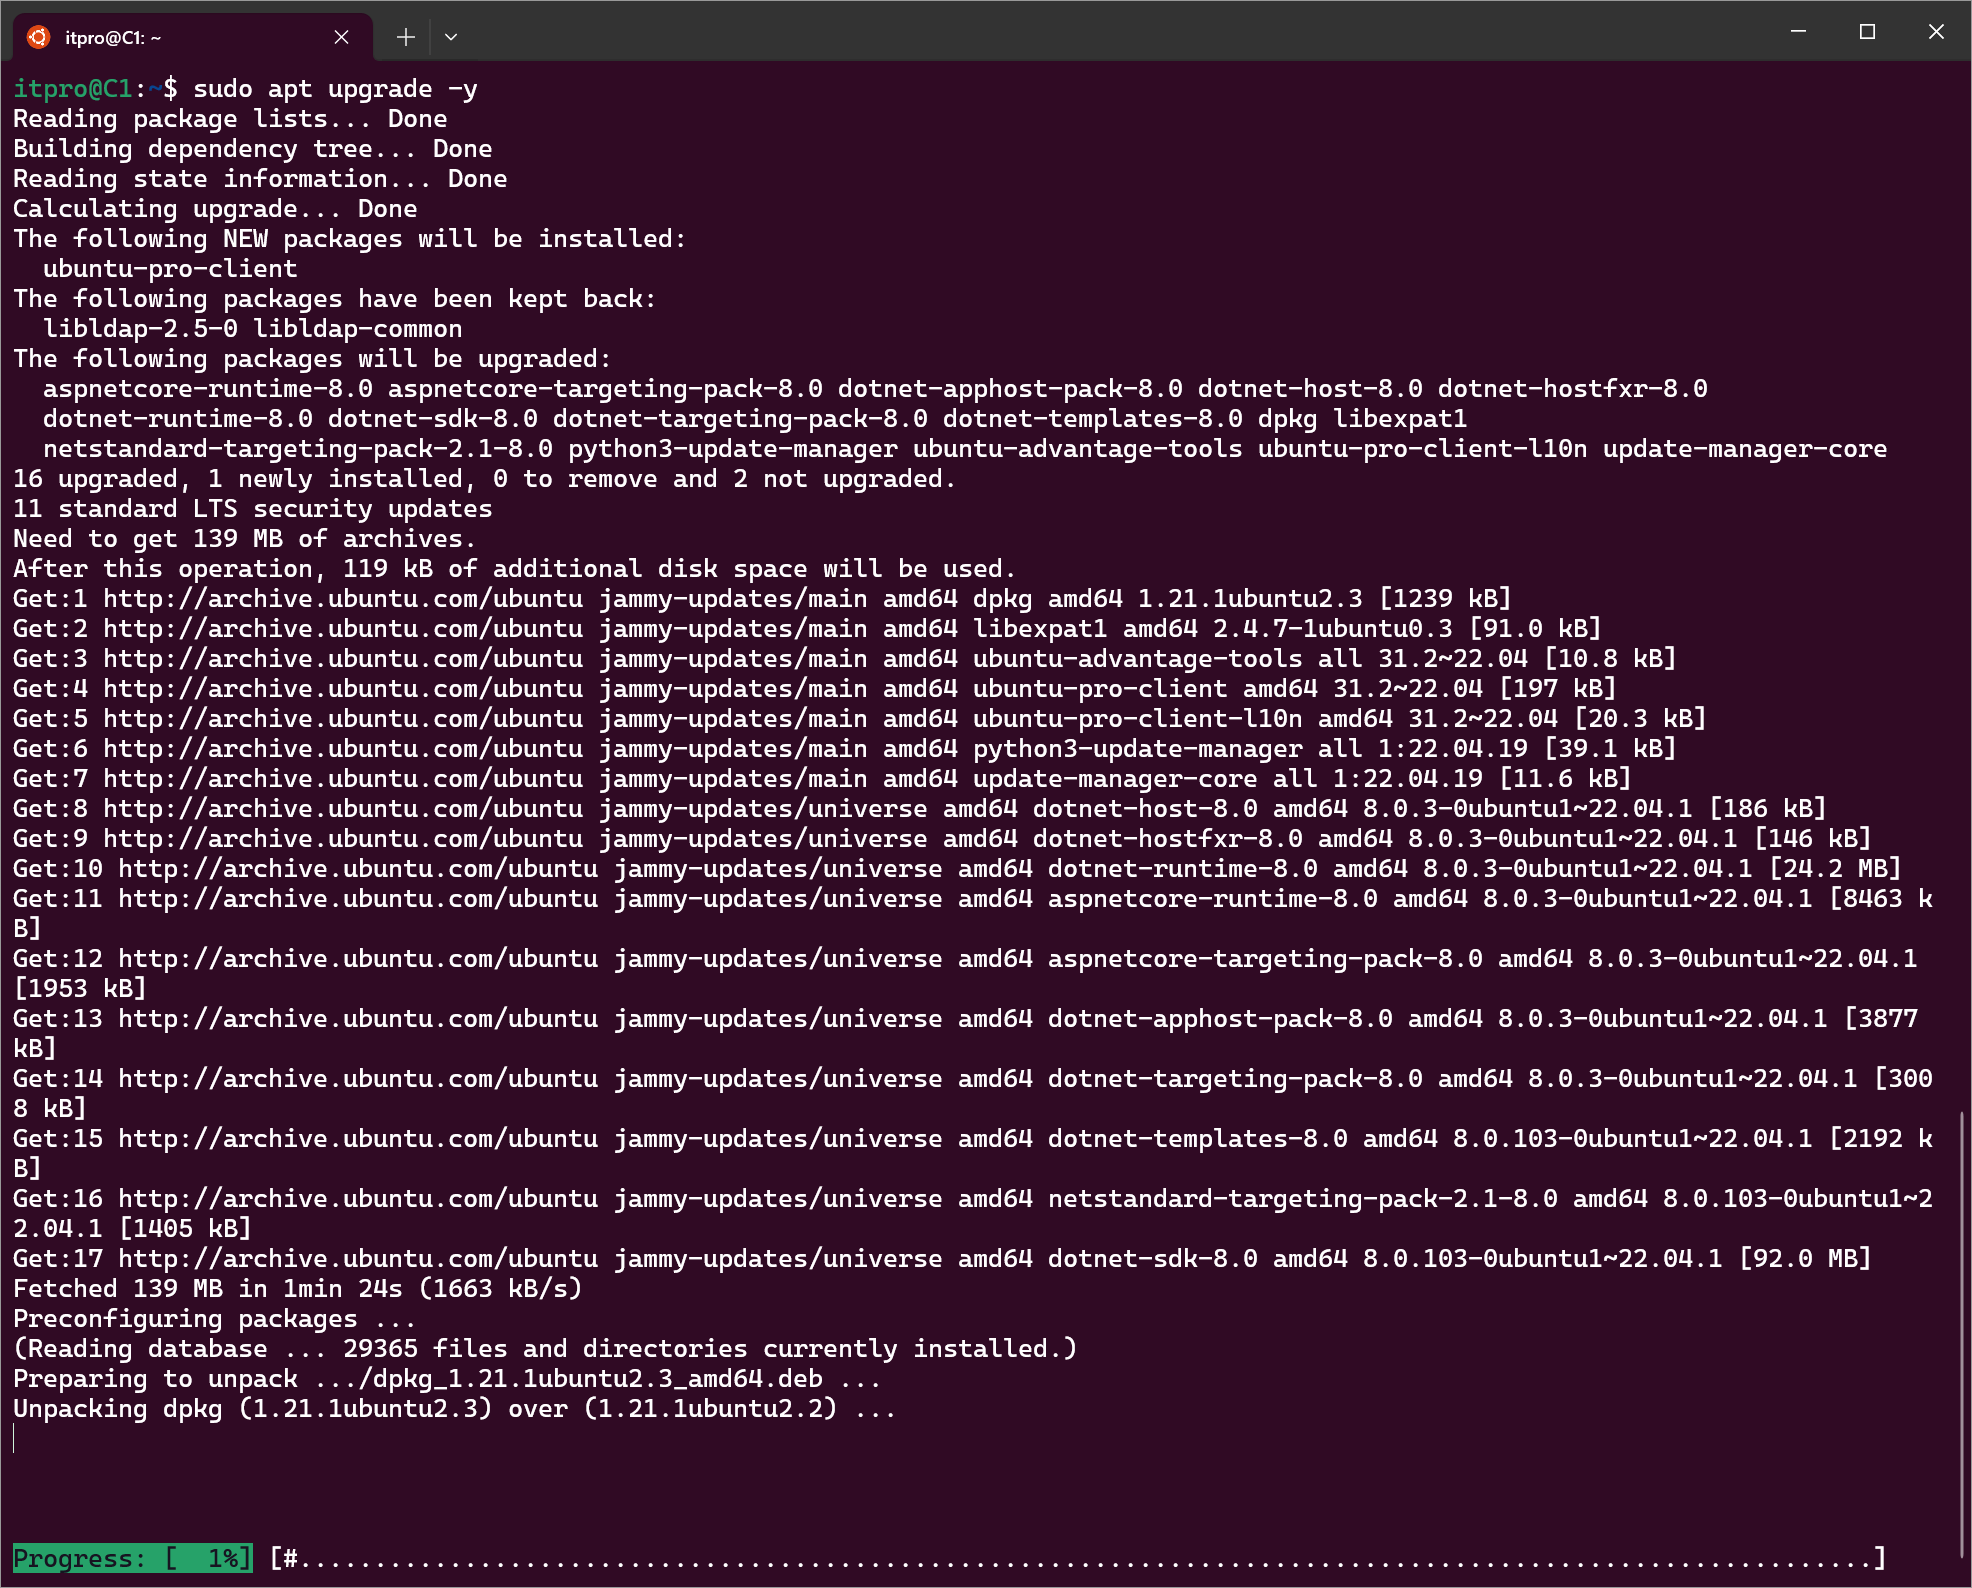 itpro@C1: ~
itpro@C1:~$ sudo apt upgrade -y
Reading package lists... Done
Building dependency tree... Done
Reading state information... Done
Calculating upgrade... Done
The following NEW packages will be installed:
  ubuntu-pro-client
The following packages have been kept back:
  libldap-2.5-0 libldap-common
The following packages will be upgraded:
  aspnetcore-runtime-8.0 aspnetcore-targeting-pack-8.0 dotnet-apphost-pack-8.0 dotnet-host-8.0 dotnet-hostfxr-8.0
  dotnet-runtime-8.0 dotnet-sdk-8.0 dotnet-targeting-pack-8.0 dotnet-templates-8.0 dpkg libexpat1
  netstandard-targeting-pack-2.1-8.0 python3-update-manager ubuntu-advantage-tools ubuntu-pro-client-l10n update-manager-core
16 upgraded, 1 newly installed, 0 to remove and 2 not upgraded.
11 standard LTS security updates
Need to get 139 MB of archives.
After this operation, 119 kB of additional disk space will be used.
Get:1 http://archive.ubuntu.com/ubuntu jammy-updates/main amd64 dpkg amd64 1.21.1ubuntu2.3 [1239 kB]
Get:2 http://archive.ubuntu.com/ubuntu jammy-updates/main amd64 libexpat1 amd64 2.4.7-1ubuntu0.3 [91.0 kB]
Get:3 http://archive.ubuntu.com/ubuntu jammy-updates/main amd64 ubuntu-advantage-tools all 31.2~22.04 [10.8 kB]
Get:4 http://archive.ubuntu.com/ubuntu jammy-updates/main amd64 ubuntu-pro-client amd64 31.2~22.04 [197 kB]
Get:5 http://archive.ubuntu.com/ubuntu jammy-updates/main amd64 ubuntu-pro-client-l10n amd64 31.2~22.04 [20.3 kB]
Get:6 http://archive.ubuntu.com/ubuntu jammy-updates/main amd64 python3-update-manager all 1:22.04.19 [39.1 kB]
Get:7 http://archive.ubuntu.com/ubuntu jammy-updates/main amd64 update-manager-core all 1:22.04.19 [11.6 kB]
Get:8 http://archive.ubuntu.com/ubuntu jammy-updates/universe amd64 dotnet-host-8.0 amd64 8.0.3-0ubuntu1~22.04.1 [186 kB]
Get:9 http://archive.ubuntu.com/ubuntu jammy-updates/universe amd64 dotnet-hostfxr-8.0 amd64 8.0.3-0ubuntu1~22.04.1 [146 kB]
Get:10 http://archive.ubuntu.com/ubuntu jammy-updates/universe amd64 dotnet-runtime-8.0 amd64 8.0.3-0ubuntu1~22.04.1 [24.2 MB]
Get:11 http://archive.ubuntu.com/ubuntu jammy-updates/universe amd64 aspnetcore-runtime-8.0 amd64 8.0.3-0ubuntu1~22.04.1 [8463 k
B]
Get:12 http://archive.ubuntu.com/ubuntu jammy-updates/universe amd64 aspnetcore-targeting-pack-8.0 amd64 8.0.3-0ubuntu1~22.04.1
[1953 kB]
Get:13 http://archive.ubuntu.com/ubuntu jammy-updates/universe amd64 dotnet-apphost-pack-8.0 amd64 8.0.3-0ubuntu1~22.04.1 [3877
kB]
Get:14 http://archive.ubuntu.com/ubuntu jammy-updates/universe amd64 dotnet-targeting-pack-8.0 amd64 8.0.3-0ubuntu1~22.04.1 [300
8 kB]
Get:15 http://archive.ubuntu.com/ubuntu jammy-updates/universe amd64 dotnet-templates-8.0 amd64 8.0.103-0ubuntu1~22.04.1 [2192 k
B]
Get:16 http://archive.ubuntu.com/ubuntu jammy-updates/universe amd64 netstandard-targeting-pack-2.1-8.0 amd64 8.0.103-0ubuntu1~2
2.04.1 [1405 kB]
Get:17 http://archive.ubuntu.com/ubuntu jammy-updates/universe amd64 dotnet-sdk-8.0 amd64 8.0.103-0ubuntu1~22.04.1 [92.0 MB]
Fetched 139 MB in 1min 24s (1663 kB/s)
Preconfiguring packages ...
(Reading database ... 29365 files and directories currently installed.)
Preparing to unpack .../dpkg_1.21.1ubuntu2.3_amd64.deb ...
Unpacking dpkg (1.21.1ubuntu2.3) over (1.21.1ubuntu2.2) ...
Progress: [  1%] [#.........................................................................................................]